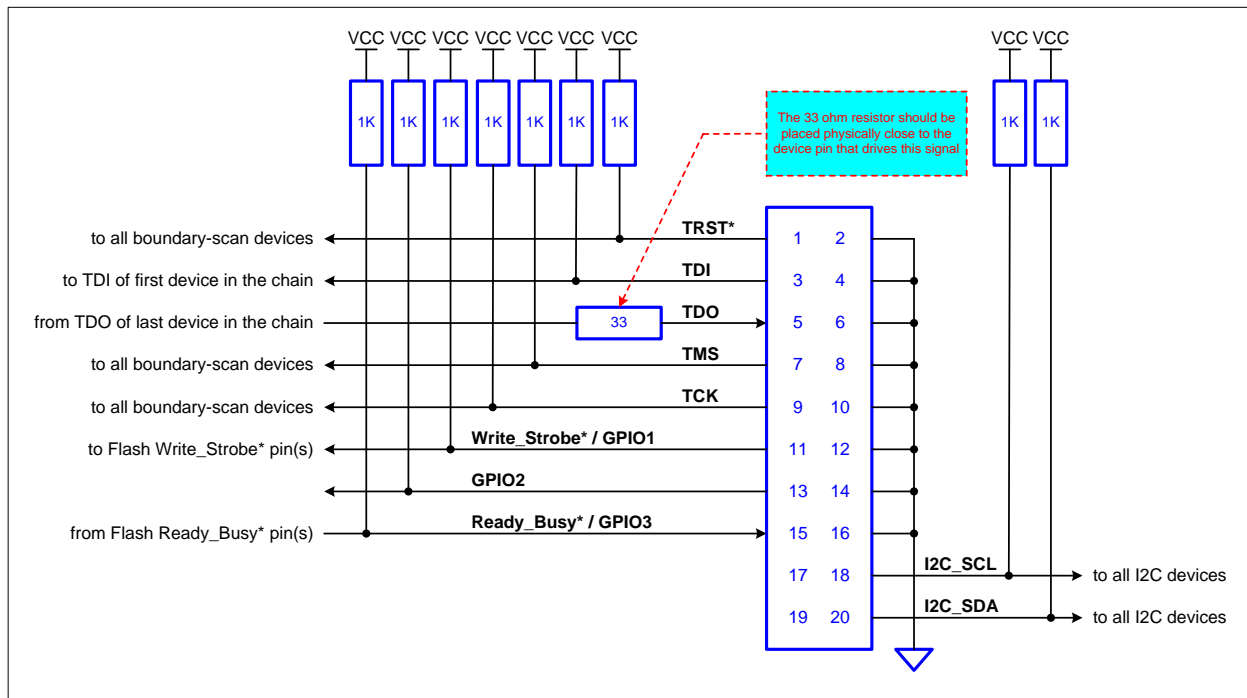 VCC VCC VCC VCC VCC VCC VCC VCC VCC
1K 1K 1K 1K 1K 1K 1K 1K 1K
The 33 ohm resistor should be
placed physically close to the
device pin that drives this signal
to all boundary-scan devices TRST* 1 2
to TDI of first device in the chain TDI 3 4
from TDO of last device in the chain 33 TDO 5 6
to all boundary-scan devices TMS 7 8
to all boundary-scan devices TCK 9 10
to Flash Write_Strobe* pin(s) Write_Strobe* / GPIO1 11 12
GPIO2 13 14
from Flash Ready_Busy* pin(s) Ready_Busy* / GPIO3 15 16
17 18 I2C_SCL to all I2C devices
19 20 I2C_SDA to all I2C devices